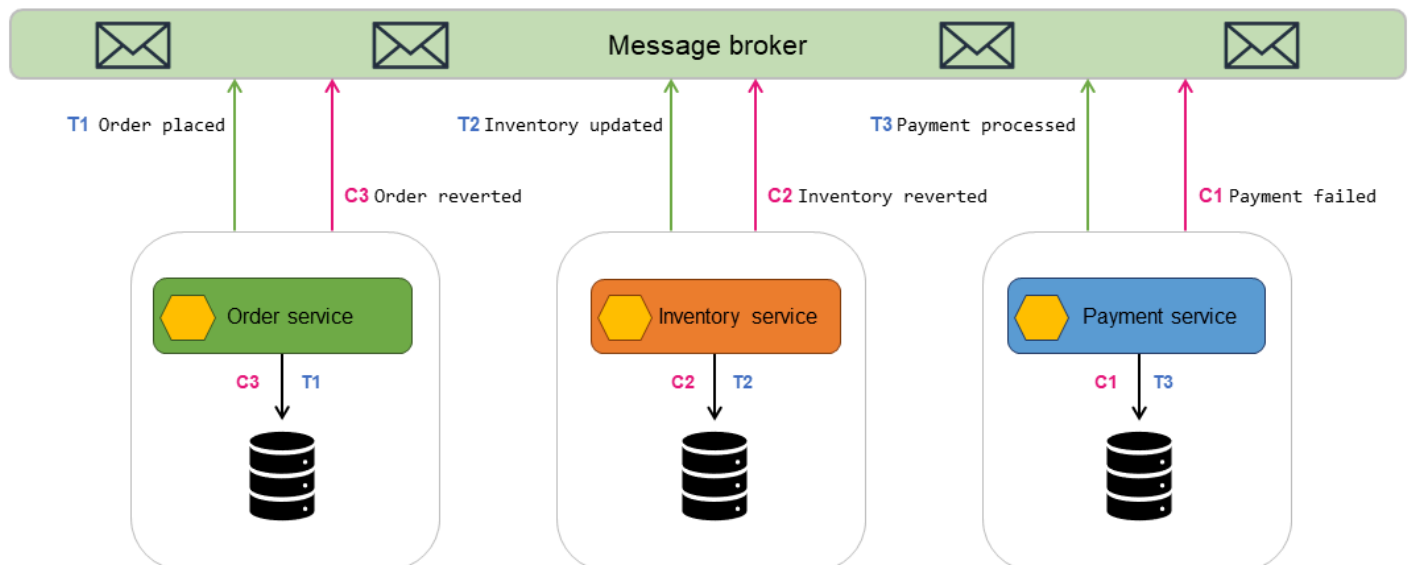 Message broker
T1 Order placed
T2 Inventory updated
T3 Payment processed
C3 Order reverted
C2 Inventory reverted
C1 Payment failed
Order service
Inventory service
Payment service
C3 T1
C2 T2
C1 T3